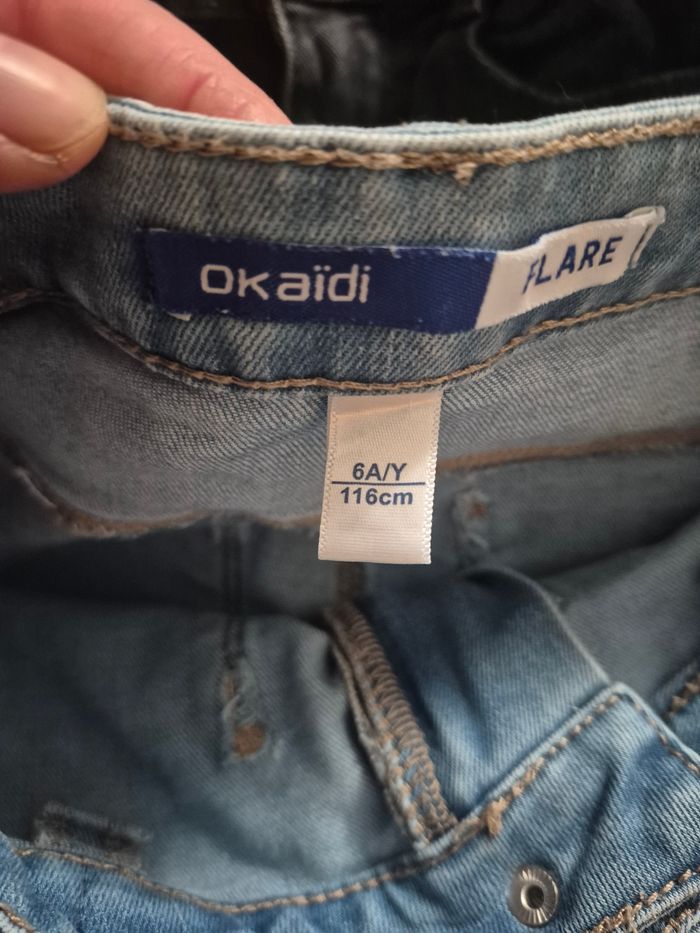 Okaïdi
FLARE
6A/Y
116cm